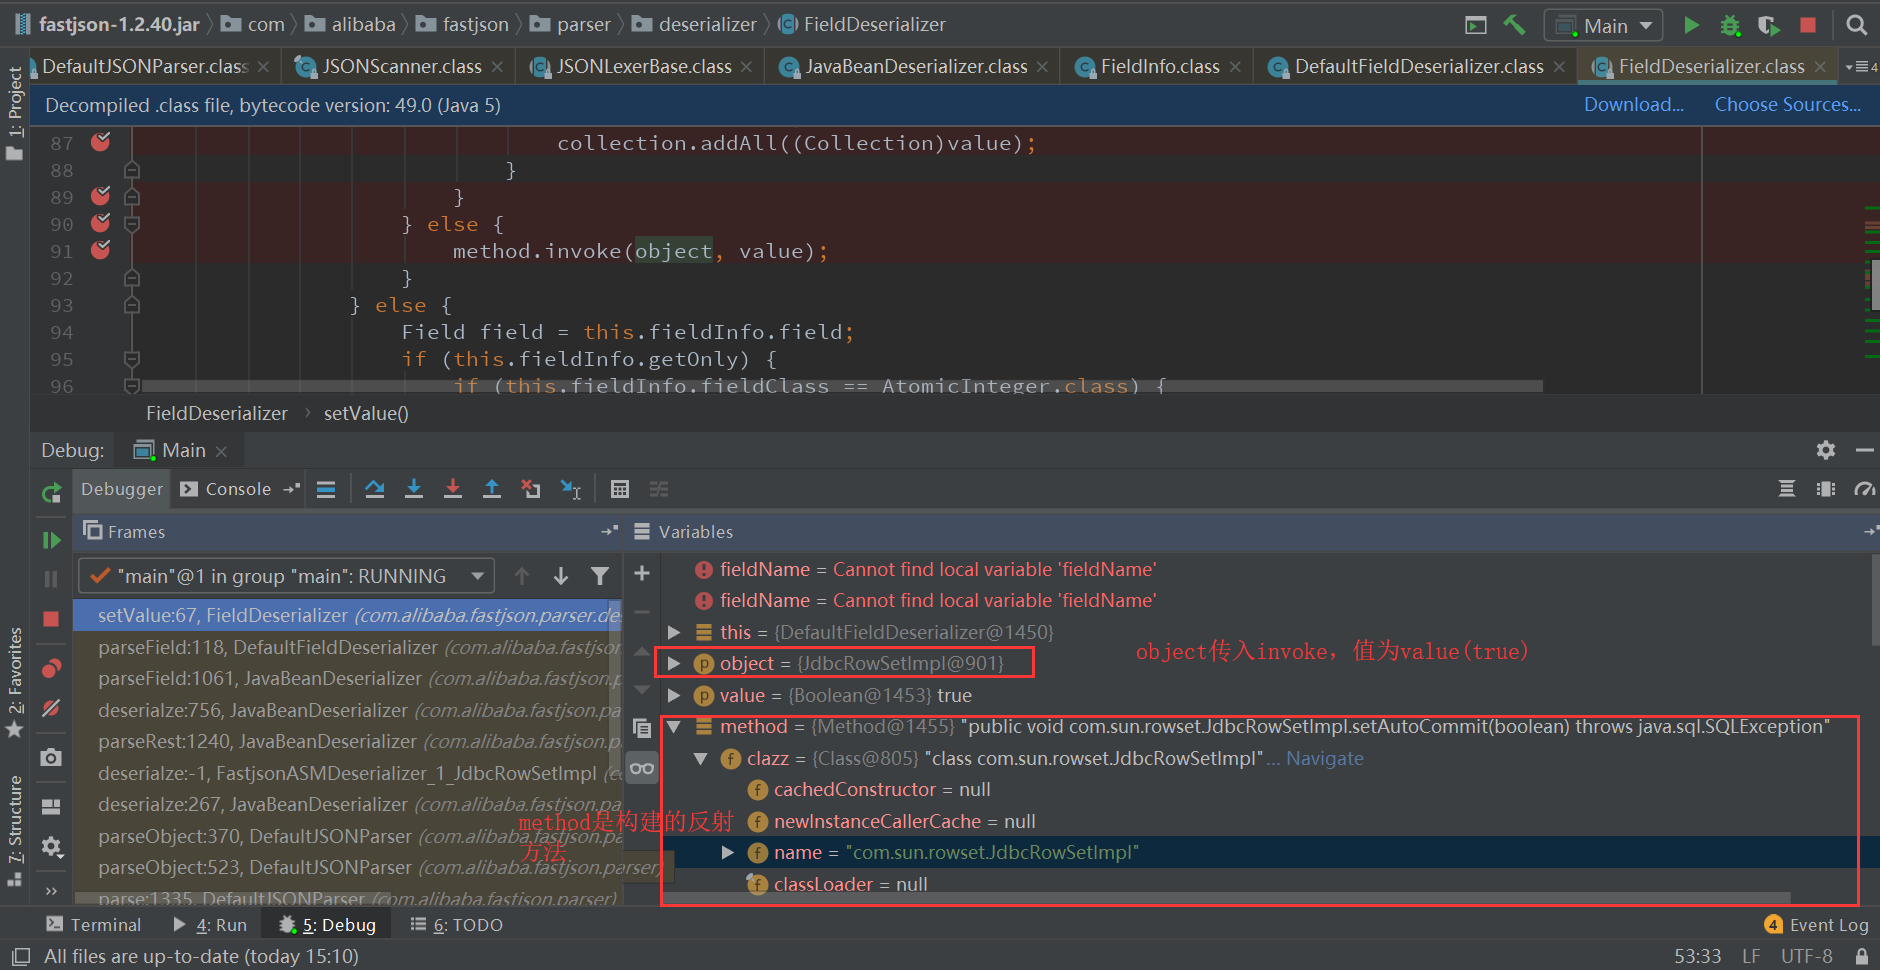 fastjson-1.2.40.jar com alibaba fastjson parser deserializer FieldDeserializer Main
DefaultJSONParser.class JSONScanner.class JSONLexerBase.class JavaBeanDeserializer.class FieldInfo.class DefaultFieldDeserializer.class FieldDeserializer.class 4
1: Project
Decompiled .class file, bytecode version: 49.0 (Java 5) Download... Choose Sources...
87 collection.addAll((Collection)value);
88 }
89 }
90 } else {
91 method.invoke(object, value);
92 }
93 } else {
94 Field field = this.fieldInfo.field;
95 if (this.fieldInfo.getOnly) {
96 if (this.fieldInfo.fieldClass == AtomicInteger.class) {
FieldDeserializer setValue()
Debug: Main
Debugger Console
Frames Variables
"main"@1 in group "main": RUNNING
setValue:67, FieldDeserializer (com.alibaba.fastjson.parser.de
parseField:118, DefaultFieldDeserializer (com.alibaba.fastjson
parseField:1061, JavaBeanDeserializer (com.alibaba.fastjson.p
deserialze:756, JavaBeanDeserializer (com.alibaba.fastjson.pa
parseRest:1240, JavaBeanDeserializer (com.alibaba.fastjson.pa
deserialze:-1, FastjsonASMDeserializer_1_JdbcRowSetImpl (co
deserialze:267, JavaBeanDeserializer (com.alibaba.fastjson.pa
parseObject:370, DefaultJSONParser (com.alibaba.fastjson.pa
parseObject:523, DefaultJSONParser (com.alibaba.fastjson.parser)
parse:1335, DefaultJSONParser (com.alibaba.fastjson.parser)
fieldName = Cannot find local variable 'fieldName'
fieldName = Cannot find local variable 'fieldName'
this = {DefaultFieldDeserializer@1450}
object = {JdbcRowSetImpl@901}
object传入invoke，值为value(true)
value = {Boolean@1453} true
method = {Method@1455} "public void com.sun.rowset.JdbcRowSetImpl.setAutoCommit(boolean) throws java.sql.SQLException"
clazz = {Class@805} "class com.sun.rowset.JdbcRowSetImpl"... Navigate
cachedConstructor = null
newInstanceCallerCache = null
name = "com.sun.rowset.JdbcRowSetImpl"
classLoader = null
method是构建的反射
方法
2: Favorites
7: Structure
Terminal 4: Run 5: Debug 6: TODO 4 Event Log
All files are up-to-date (today 15:10) 53:33 LF UTF-8